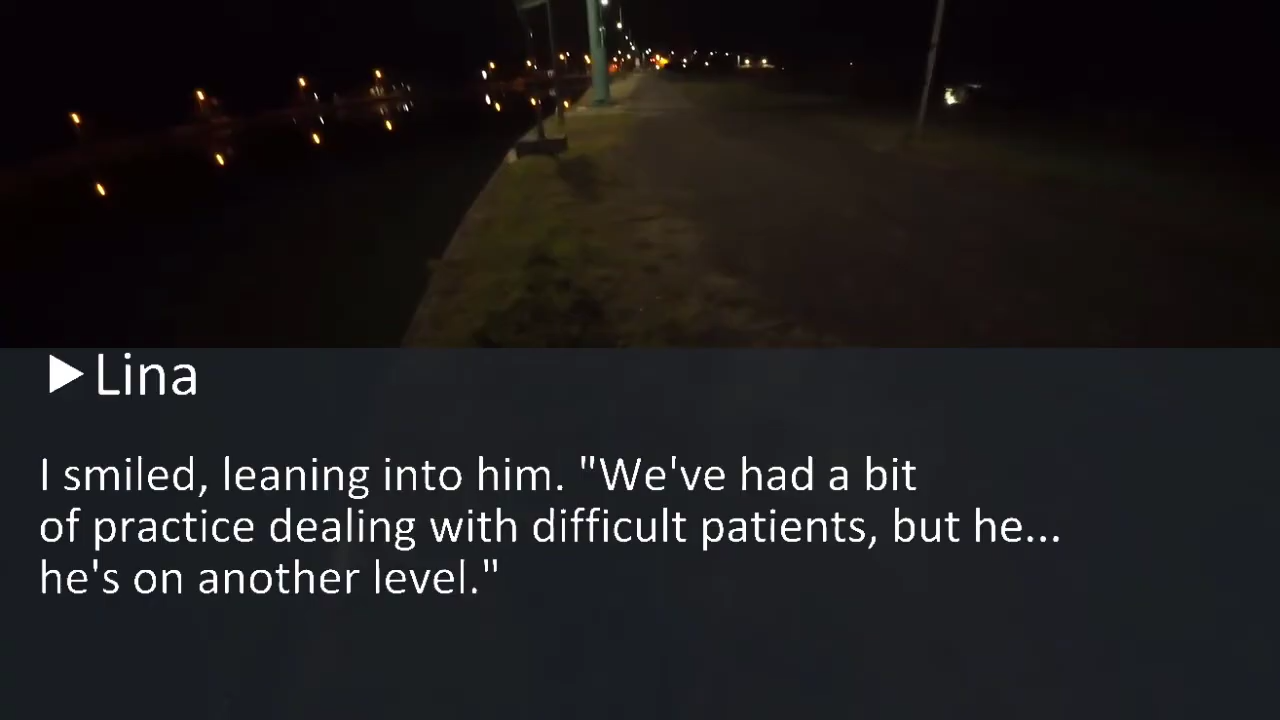 ▶Lina
I smiled, leaning into him. "We've had a bit
of practice dealing with difficult patients, but he...
he's on another level."